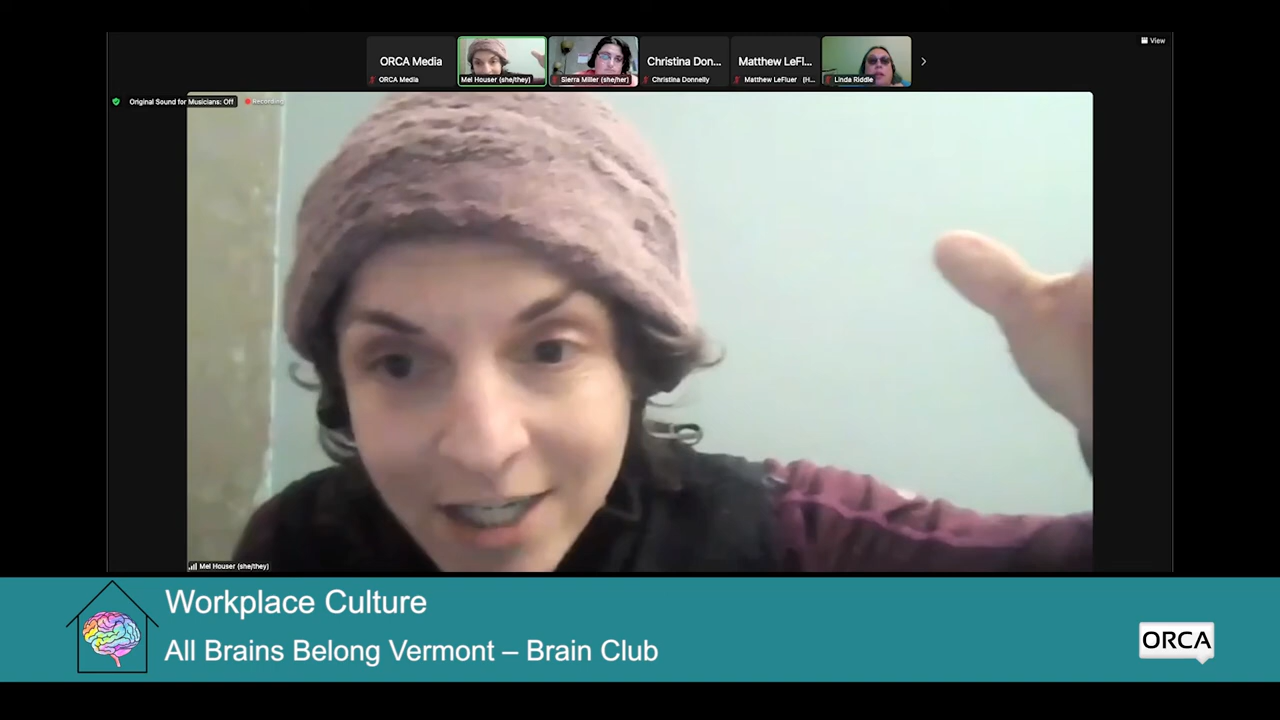 View
ORCA Media
ORCA Media
Mel Houser (she/they)
Sierra Miller (she/her)
Christina Don...
Christina Donnelly
Matthew LeFl...
Matthew LeFluer (H...
Linda Riddle
Original Sound for Musicians: Off
Recording
Mel Houser (she/they)
Workplace Culture
All Brains Belong Vermont – Brain Club
ORCA